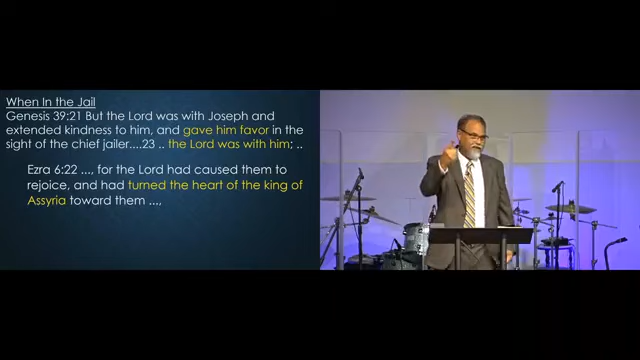 When In the Jail
Genesis 39:21 But the Lord was with Joseph and
extended kindness to him, and gave him favor in the
sight of the chief jailer....23 .. the Lord was with him; ..
Ezra 6:22 ..., for the Lord had caused them to
rejoice, and had turned the heart of the king of
Assyria toward them ...,